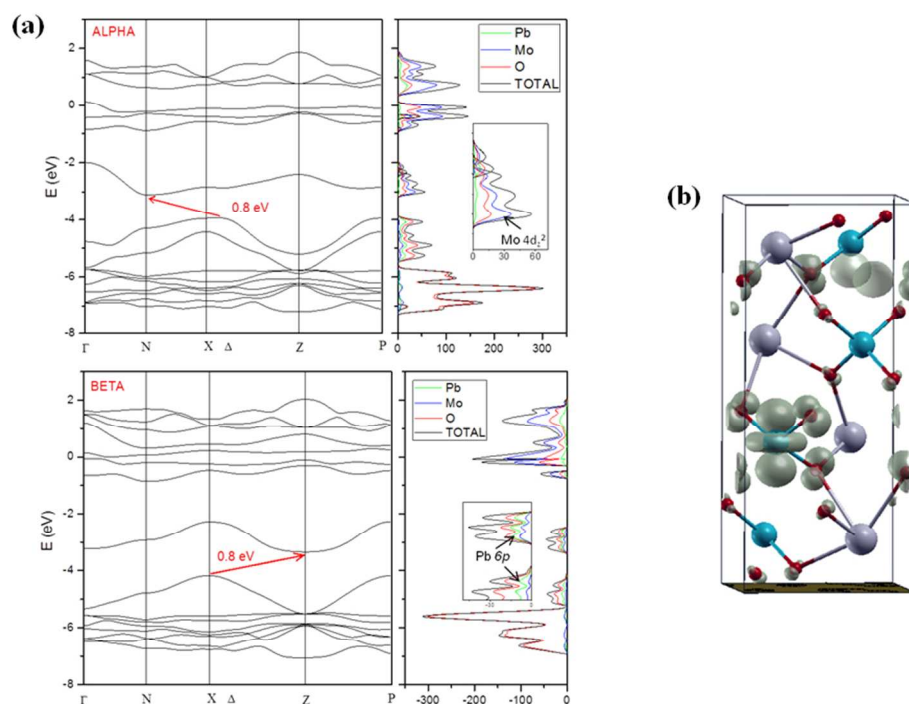 (a)
ALPHA
2
0
-2
-4
-6
-8
E (eV)
0.8 eV
Γ N X Δ Z P
Pb
Mo
O
TOTAL
Mo 4dz²
0 30 60
0 100 200 300
BETA
2
0
-2
-4
-6
-8
E (eV)
0.8 eV
Γ N X Δ Z P
Pb
Mo
O
TOTAL
Pb 6p
0
-300 -200 -100 0
(b)